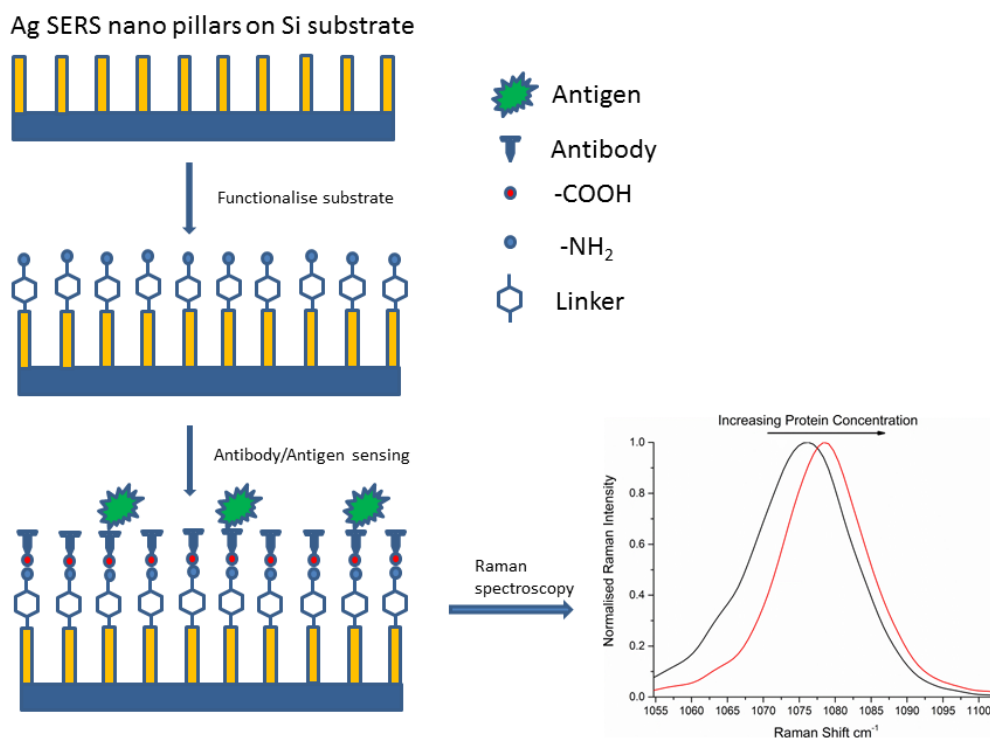 Ag SERS nano pillars on Si substrate
Antigen
Antibody
-COOH
-NH₂
Linker
Functionalise substrate
Antibody/Antigen sensing
Raman
spectroscopy
Increasing Protein Concentration
Normalised Raman Intensity
1.0
0.8
0.6
0.4
0.2
0.0
1055 1060 1065 1070 1075 1080 1085 1090 1095 1100
Raman Shift cm⁻¹